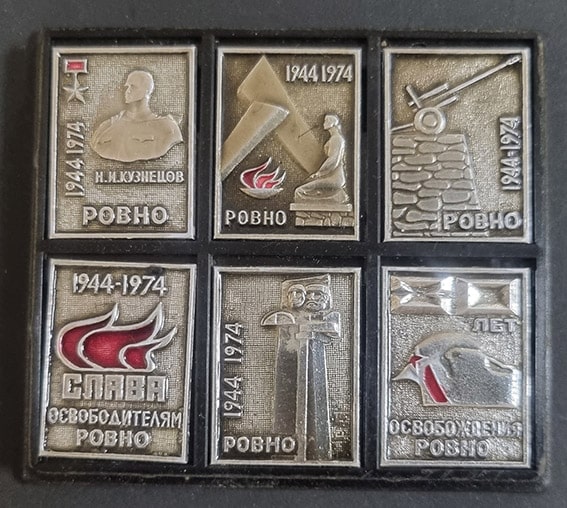 1944-1974
Н.И.КУЗНЕЦОВ
РОВНО
1944 1974
РОВНО
1944-1974
РОВНО
1944-1974
СЛАВА
ОСВОБОДИТЕЛЯМ
РОВНО
1944 1974
РОВНО
XXX
ЛЕТ
ОСВОБОЖДЕНИЯ
РОВНО